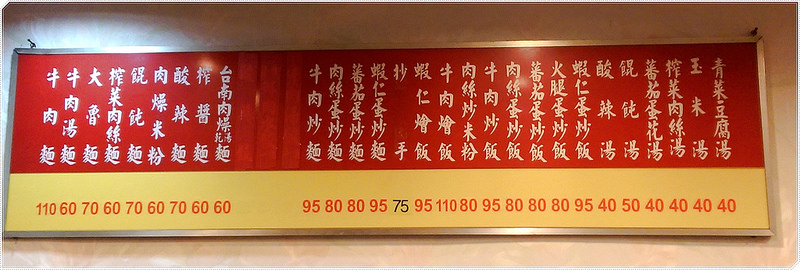 青菜豆腐湯 40
玉米湯 40
榨菜肉絲湯 40
蕃茄蛋花湯 40
餛飩湯 50
酸辣湯 40
蝦仁蛋炒飯 95
火腿蛋炒飯 80
蕃茄蛋炒飯 80
肉絲蛋炒飯 80
牛肉炒飯 95
肉絲炒米粉 80
牛肉燴飯 110
蝦仁燴飯 95
抄手 75
蝦仁蛋炒麵 95
蕃茄蛋炒麵 80
肉絲蛋炒麵 80
牛肉炒麵 95
台南肉燥湯乾麵 60
榨醬麵 60
酸辣麵 70
肉燥米粉 60
餛飩麵 70
榨菜肉絲麵 60
大魯麵 70
牛肉湯麵 60
牛肉麵 110